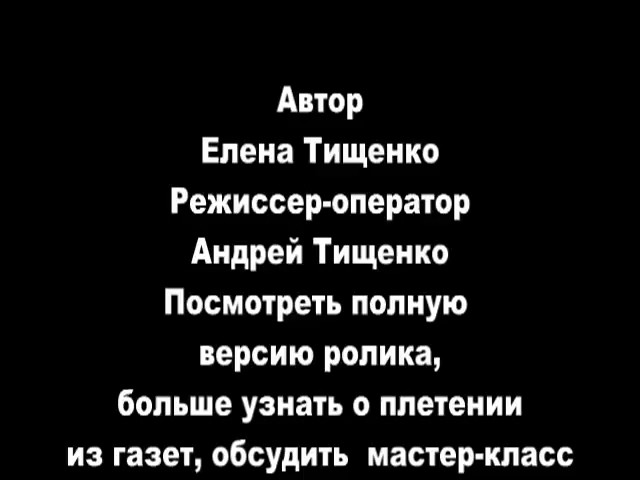 Автор
Елена Тищенко
Режиссер-оператор
Андрей Тищенко
Посмотреть полную
версию ролика,
больше узнать о плетении
из газет, обсудить мастер-класс